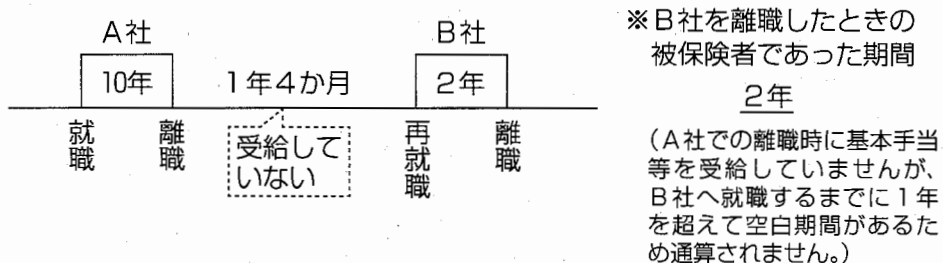 A社
B社
10年
1年4か月
2年
就職
離職
受給して
いない
再就職
離職
※B社を離職したときの
被保険者であった期間
2年
（A社での離職時に基本手当
等を受給していませんが、
B社へ就職するまでに1年
を超えて空白期間があるた
め通算されません。）